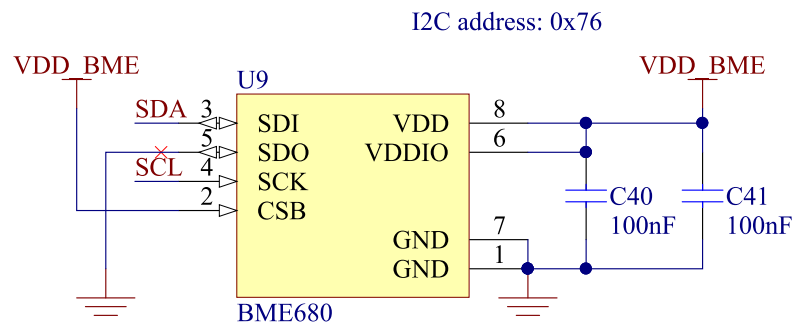 I2C address: 0x76
VDD_BME
VDD_BME
U9
SDA 3 SDI VDD 8
5 SDO VDDIO 6
SCL 4 SCK
2 CSB
C40
100nF
C41
100nF
GND 7
GND 1
BME680